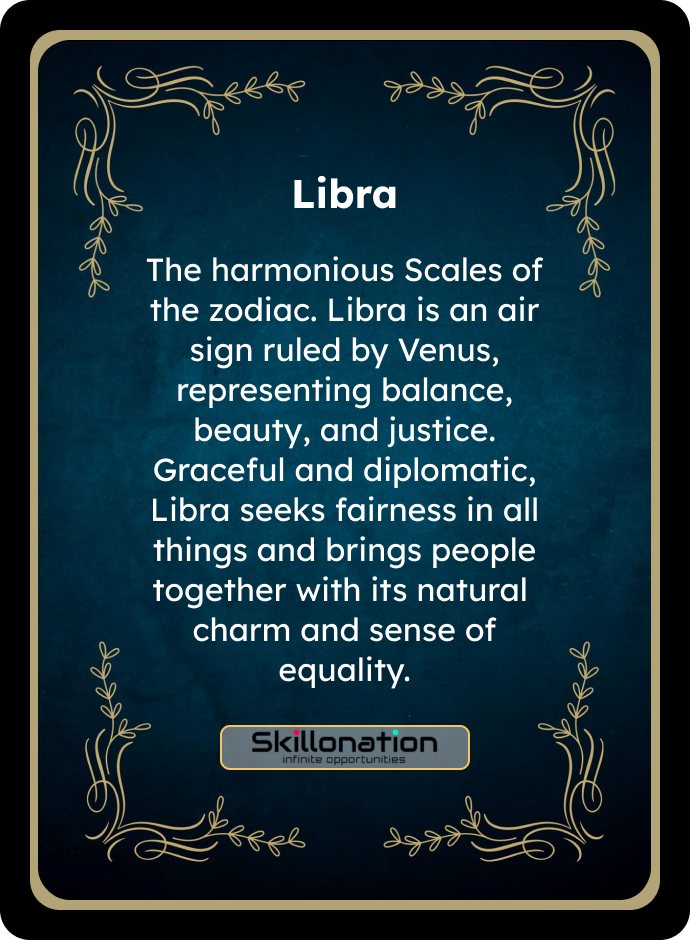 Libra
The harmonious Scales of
the zodiac. Libra is an air
sign ruled by Venus,
representing balance,
beauty, and justice.
Graceful and diplomatic,
Libra seeks fairness in all
things and brings people
together with its natural
charm and sense of
equality.
Skillonation
infinite opportunities